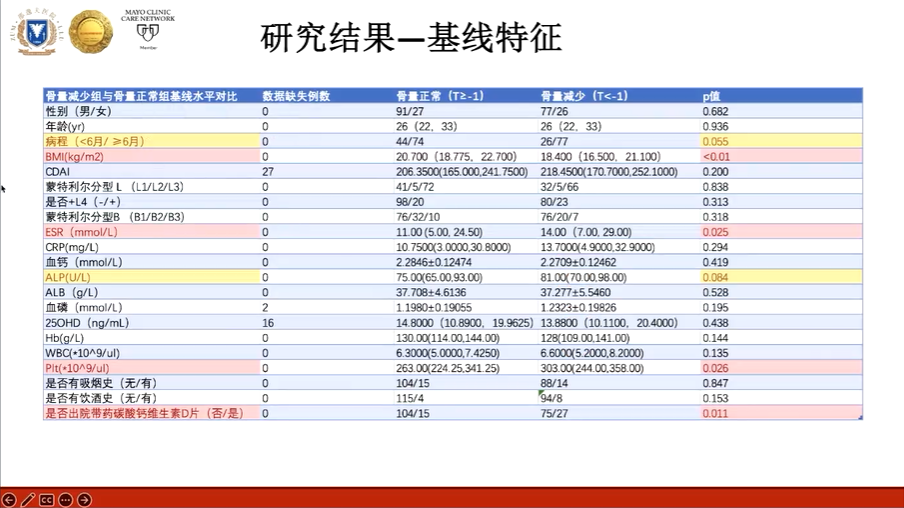 MAYO CLINIC
CARE NETWORK
Member
研究结果—基线特征
骨量减少组与骨量正常组基线水平对比 数据缺失例数 骨量正常（T≥-1） 骨量减少（T<-1） p值
性别（男/女） 0 91/27 77/26 0.682
年龄(yr) 0 26（22，33） 26（22，33） 0.936
病程（<6月/ ≥6月） 0 44/74 26/77 0.055
BMI(kg/m2) 0 20.700（18.775，22.700） 18.400（16.500，21.100） <0.01
CDAI 27 206.3500(165.000,241.7500) 218.4500(170.7000,252.1000) 0.200
蒙特利尔分型 L （L1/L2/L3） 0 41/5/72 32/5/66 0.838
是否+L4（-/+） 0 98/20 80/23 0.313
蒙特利尔分型B （B1/B2/B3） 0 76/32/10 76/20/7 0.318
ESR（mmol/L） 0 11.00 (5.00, 24.50) 14.00（7.00, 29.00） 0.025
CRP(mg/L) 0 10.7500(3.0000,30.8000) 13.7000(4.9000,32.9000) 0.294
血钙（mmol/L） 0 2.2846±0.12474 2.2709±0.12462 0.419
ALP(U/L) 0 75.00(65.00,93.00) 81.00(70.00,98.00) 0.084
ALB（g/L） 0 37.708±4.6136 37.277±5.5460 0.528
血磷（mmol/L） 2 1.1980±0.19055 1.2323±0.19826 0.195
25OHD（ng/mL） 16 14.8000（10.8900，19.9625） 13.8800（10.1100，20.4000） 0.438
Hb(g/L) 0 130.00(114.00,144.00) 128(109.00,141.00) 0.144
WBC(*10^9/ul) 0 6.3000(5.0000,7.4250) 6.6000(5.2000,8.2000) 0.135
Plt(*10^9/ul) 0 263.00(224.25,341.25) 303.00(244.00,358.00) 0.026
是否有吸烟史（无/有） 0 104/15 88/14 0.847
是否有饮酒史（无/有） 0 115/4 94/8 0.153
是否出院带药碳酸钙维生素D片（否/是） 0 104/15 75/27 0.011
CC